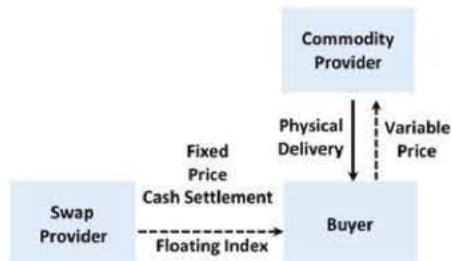 Commodity
Provider
Physical
Delivery
Variable
Price
Fixed
Price
Cash Settlement
Swap
Provider
Floating Index
Buyer